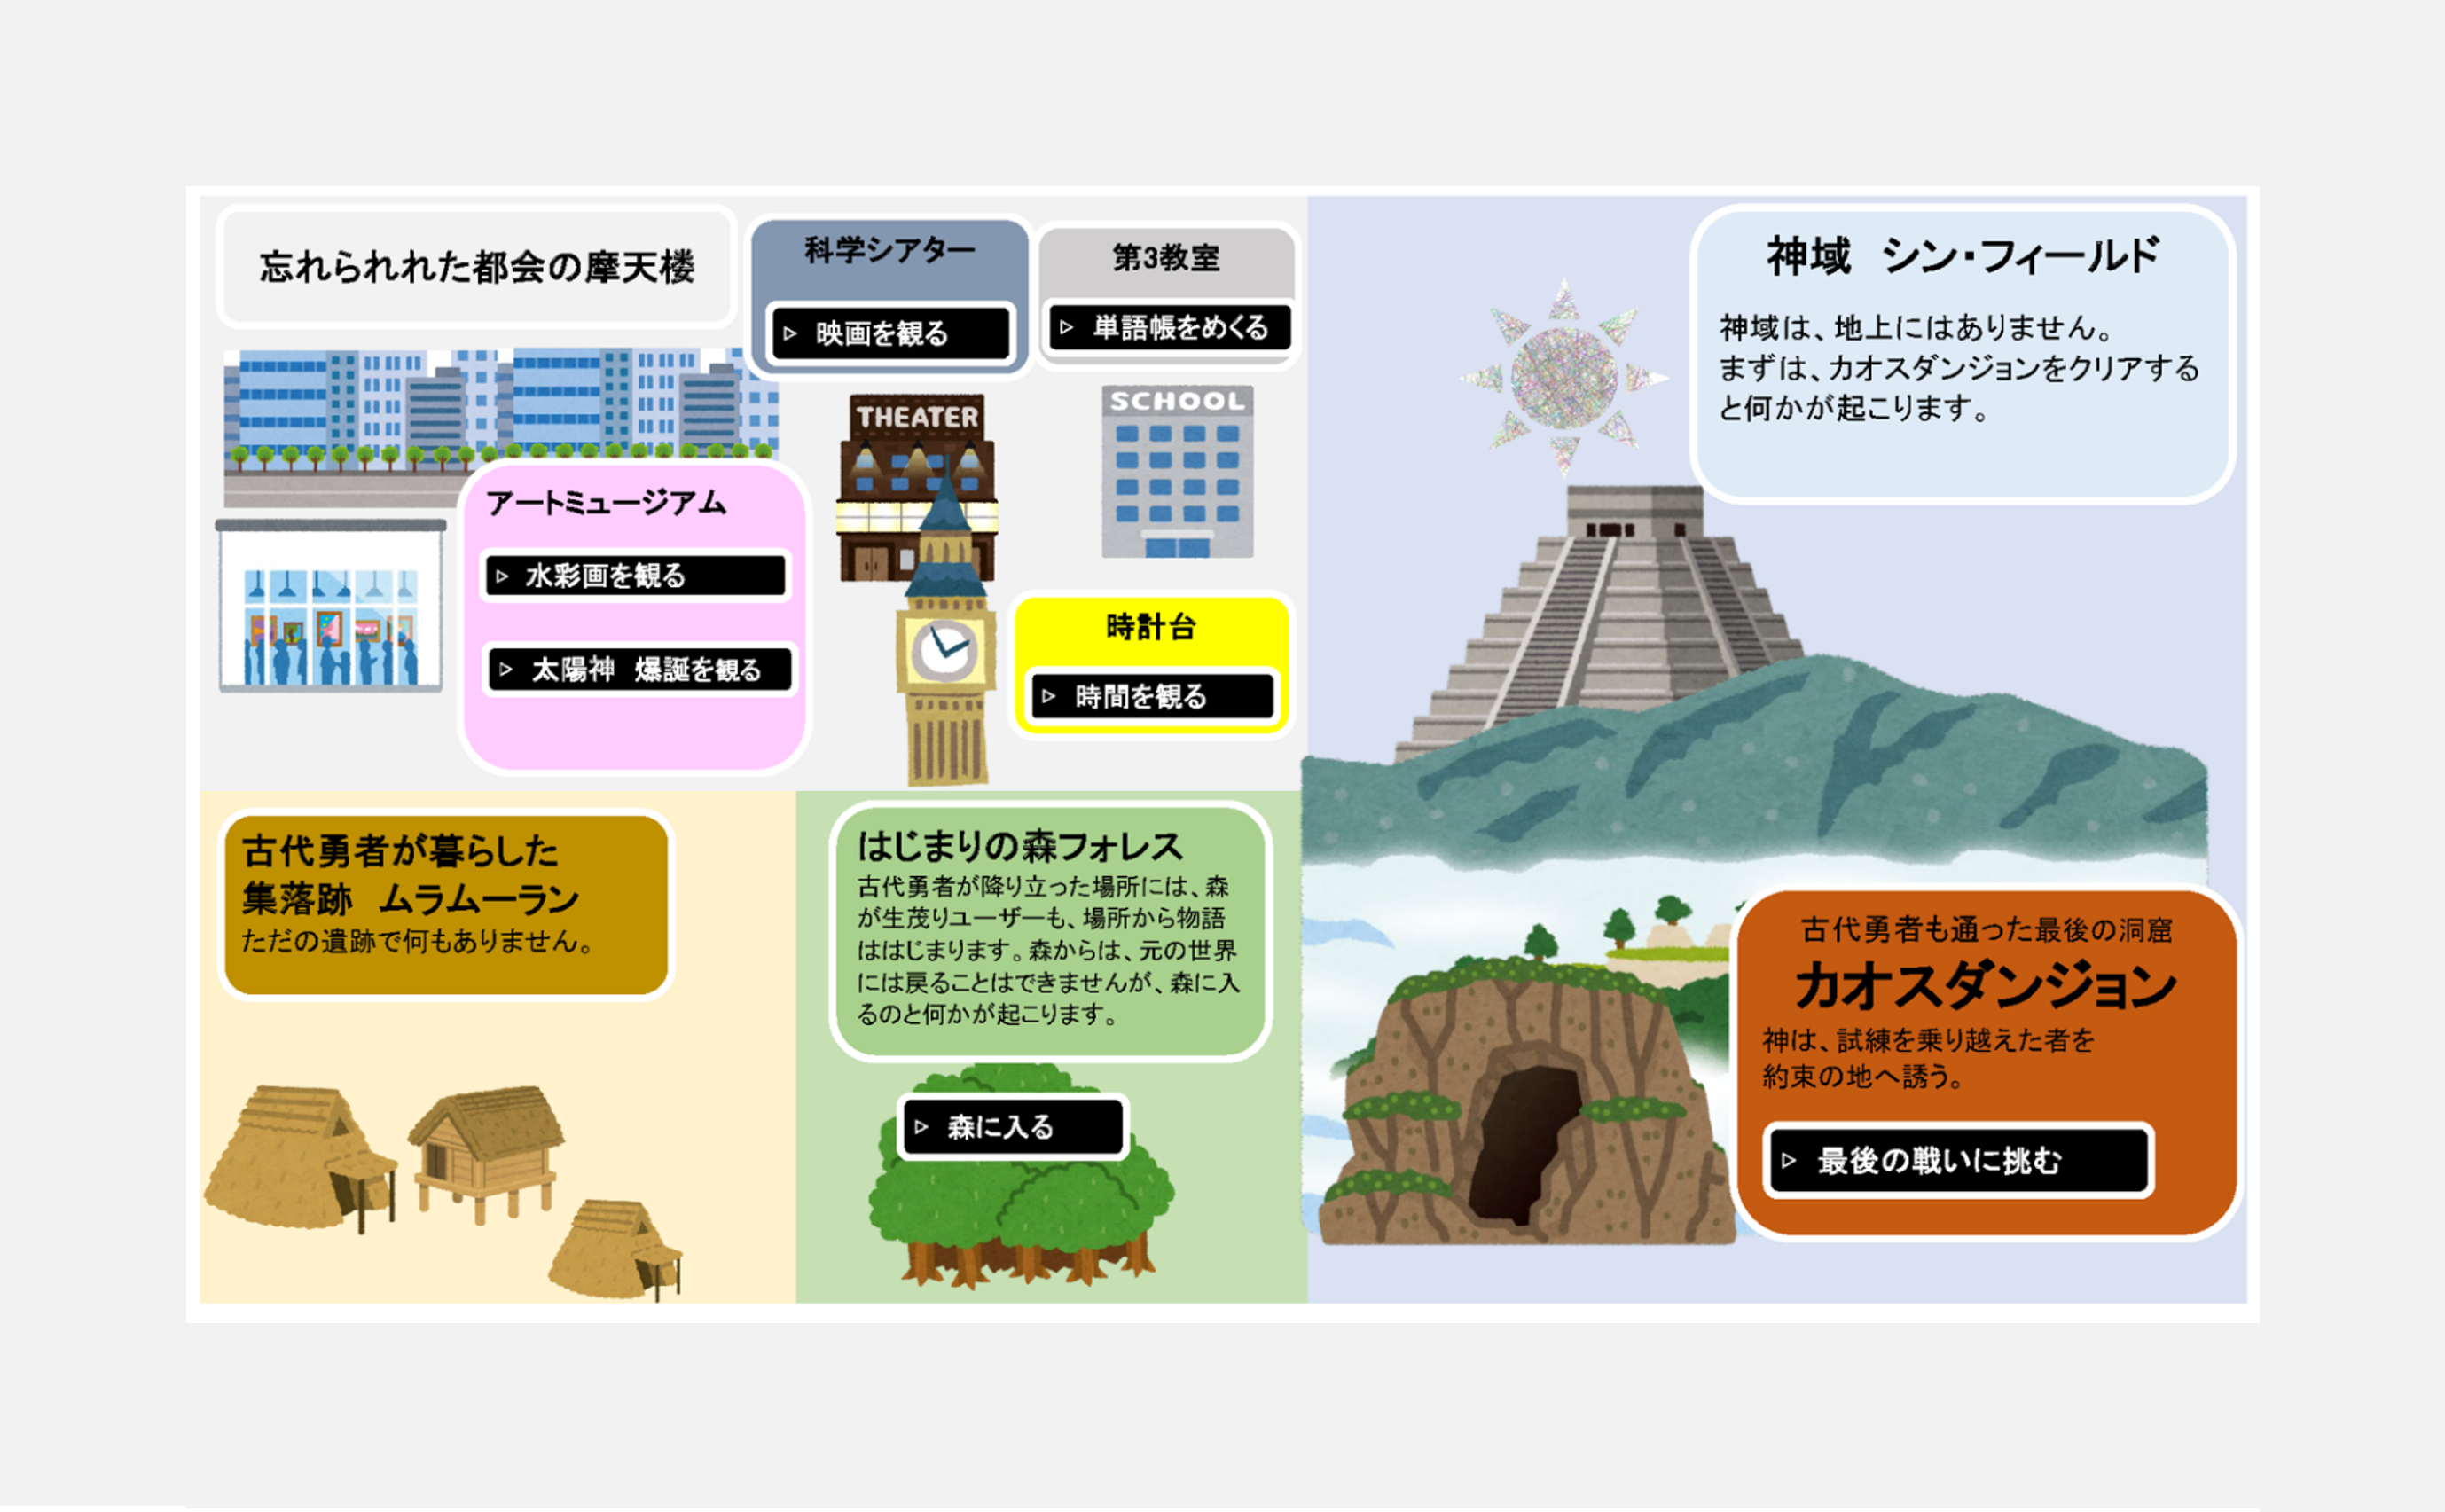 忘れられれた都会の摩天楼
科学シアター
▷ 映画を観る
第3教室
▷ 単語帳をめくる
THEATER
SCHOOL
アートミュージアム
▷ 水彩画を観る
▷ 太陽神 爆誕を観る
時計台
▷ 時間を観る
神域 シン・フィールド
神域は、地上にはありません。
まずは、カオスダンジョンをクリアする
と何かが起こります。
古代勇者が暮らした
集落跡 ムラムーラン
ただの遺跡で何もありません。
はじまりの森フォレス
古代勇者が降り立った場所には、森
が生茂りユーザーも、場所から物語
ははじまります。森からは、元の世界
には戻ることはできませんが、森に入
るのと何かが起こります。
▷ 森に入る
古代勇者も通った最後の洞窟
カオスダンジョン
神は、試練を乗り越えた者を
約束の地へ誘う。
▷ 最後の戦いに挑む